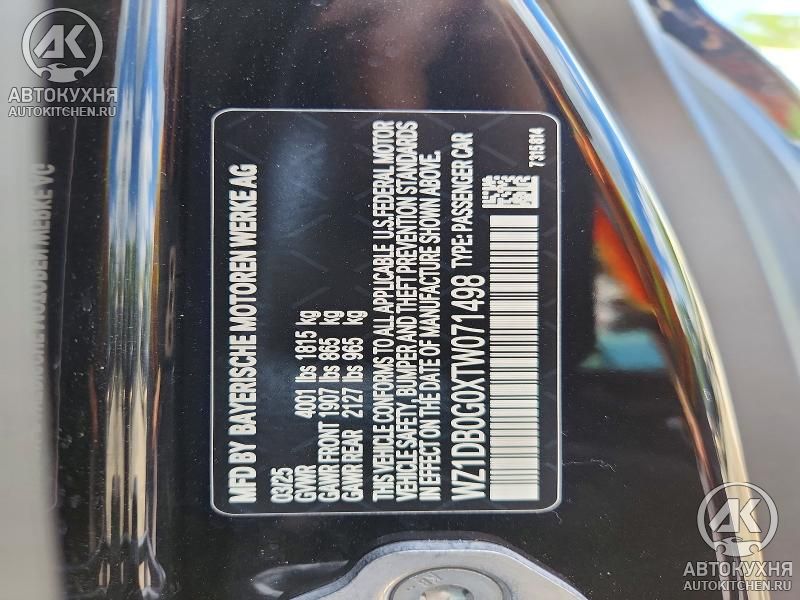 AK
АВТОКУХНЯ
AUTOKITCHEN.RU
MFD BY BAYERISCHE MOTOREN WERKE AG
03/25
GVWR 4001 lbs 1815 kg
GAWR FRONT 1907 lbs 865 kg
GAWR REAR 2127 lbs 965 kg
THIS VEHICLE CONFORMS TO ALL APPLICABLE U.S.FEDERAL MOTOR
VEHICLE SAFETY, BUMPER AND THEFT PREVENTION STANDARDS
IN EFFECT ON THE DATE OF MANUFACTURE SHOWN ABOVE.
WZ1DB0G0XTW071498 TYPE: PASSENGER CAR
7315814
AK
АВТОКУХНЯ
AUTOKITCHEN.RU